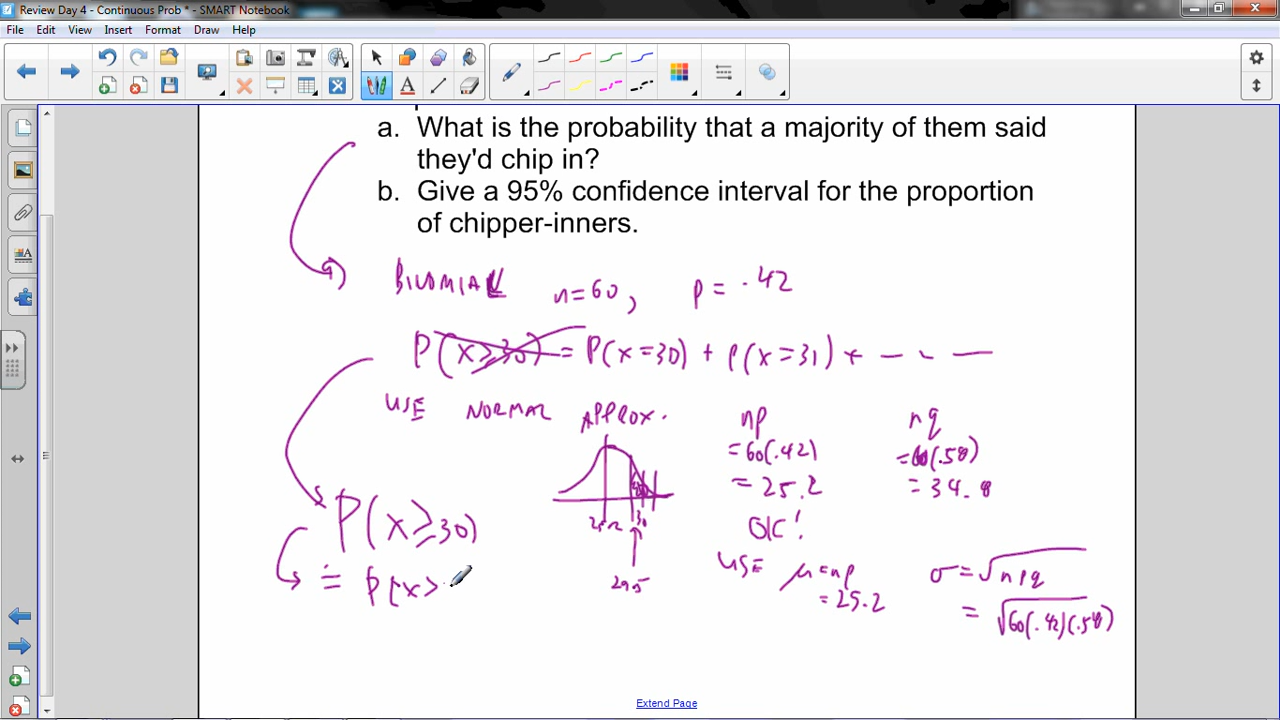 Review Day 4 - Continuous Prob * - SMART Notebook
File Edit View Insert Format Draw Help
a. What is the probability that a majority of them said
they'd chip in?
b. Give a 95% confidence interval for the proportion
of chipper-inners.
BINOMIAL n=60, p = .42
P(x≥30) = P(x=30) + P(x=31) + - - -
USE NORMAL APPROX.
np
= 60(.42)
= 25.2
OK!
nq
= 60(.58)
= 34.8
25.2 30
29.5
P(x≥30)
≐ P(x>
USE μ = np
= 25.2
σ = √npq
= √60(.42)(.58)
Extend Page